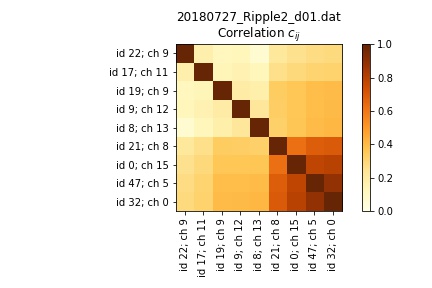 20180727_Ripple2_d01.dat
Correlation c_ij
id 22; ch 9
id 17; ch 11
id 19; ch 9
id 9; ch 12
id 8; ch 13
id 21; ch 8
id 0; ch 15
id 47; ch 5
id 32; ch 0
id 22; ch 9
id 17; ch 11
id 19; ch 9
id 9; ch 12
id 8; ch 13
id 21; ch 8
id 0; ch 15
id 47; ch 5
id 32; ch 0
1.0
0.8
0.6
0.4
0.2
0.0